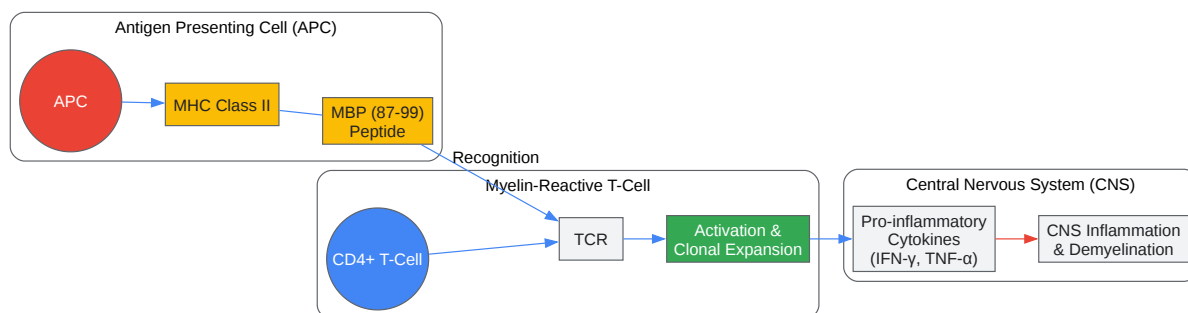 Antigen Presenting Cell (APC)
APC
MHC Class II
MBP (87-99)
Peptide
Recognition
Myelin-Reactive T-Cell
CD4+ T-Cell
TCR
Activation &
Clonal Expansion
Central Nervous System (CNS)
Pro-inflammatory
Cytokines
(IFN-γ, TNF-α)
CNS Inflammation
& Demyelination